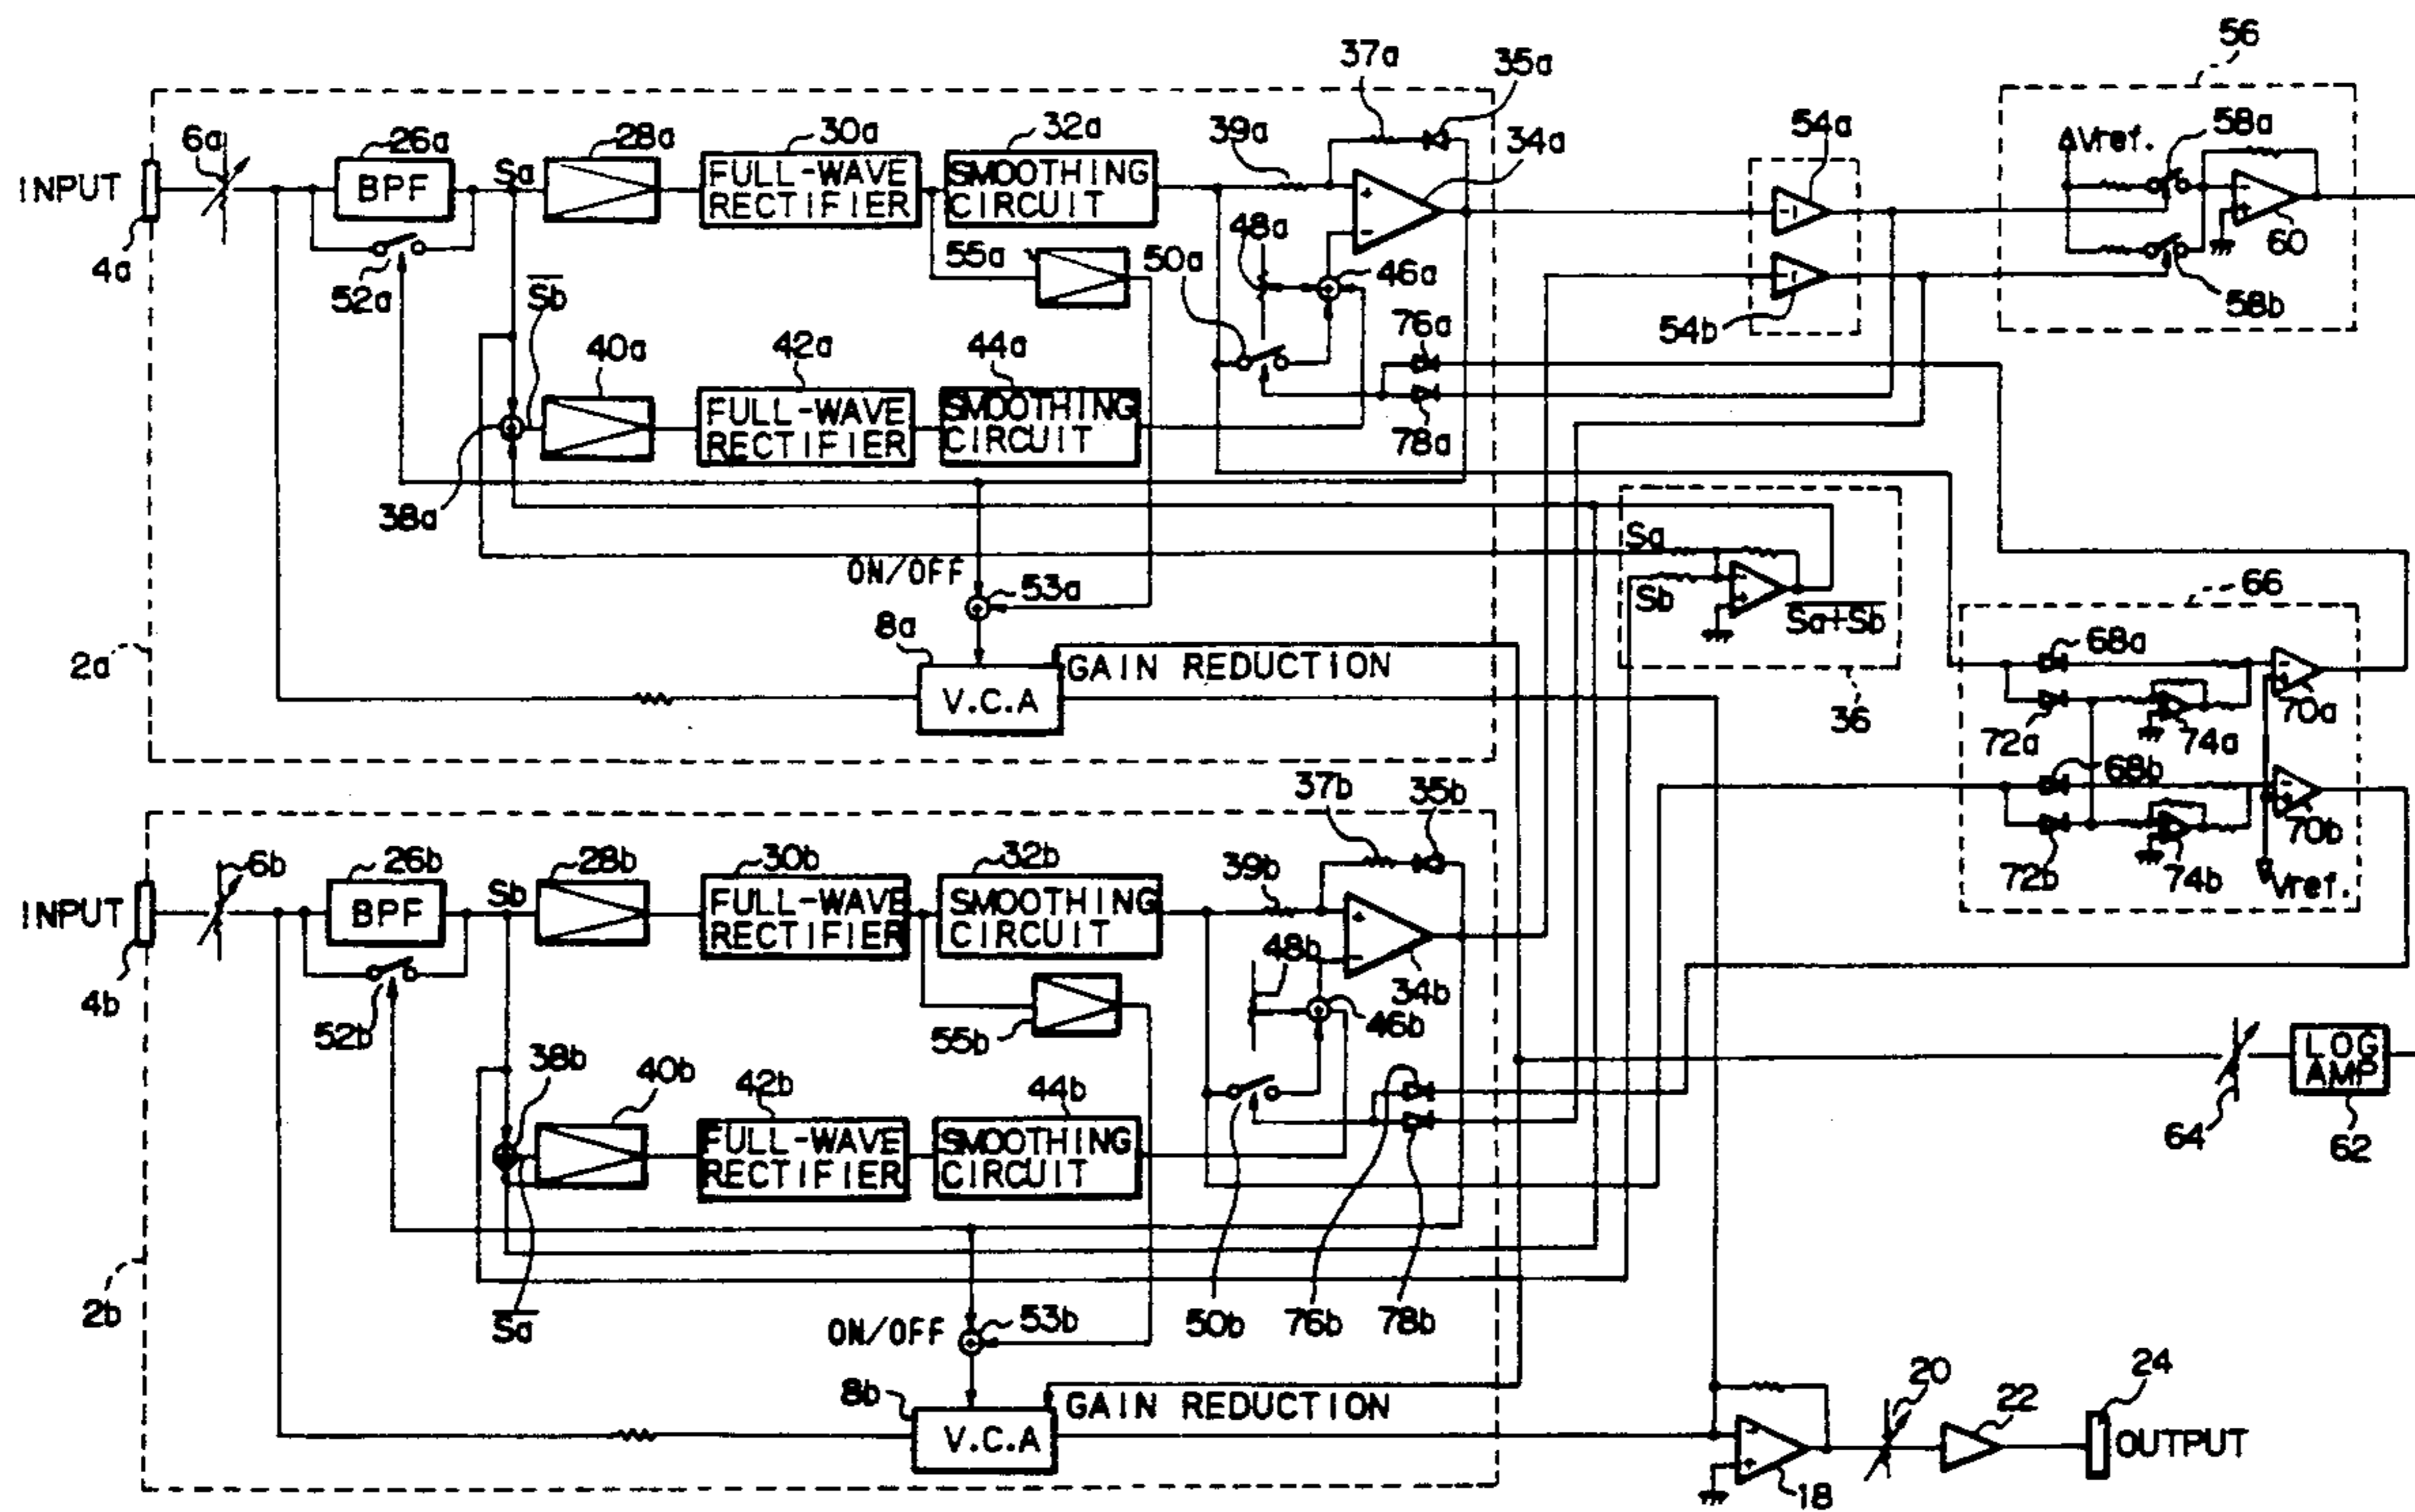 56
37a
35a
6a
26a
28a
30a
32a
39a
34a
54a
58a
INPUT
BPF
Sa
FULL-WAVE
RECTIFIER
SMOOTHING
CIRCUIT
Vref.
60
4a
52a
Sb
55a
48a
50a
46a
54b
58b
76a
40a
42a
44a
FULL-WAVE
RECTIFIER
SMOOTHING
CIRCUIT
78a
38a
Sa
ON/OFF
53a
Sb
Sa+Sb
66
8a
68a
2a
GAIN REDUCTION
V.C.A
36
70a
72a
74a
68b
37b
35b
70b
72b
74b
Vref.
6b
26b
28b
30b
32b
39b
INPUT
BPF
Sb
FULL-WAVE
RECTIFIER
SMOOTHING
CIRCUIT
48b
34b
4b
52b
55b
46b
38b
40b
42b
44b
LOG
AMP
FULL-WAVE
RECTIFIER
SMOOTHING
CIRCUIT
64
62
2b
Sa
ON/OFF
53b
50b
76b
78b
8b
GAIN REDUCTION
V.C.A
20
22
24
OUTPUT
18